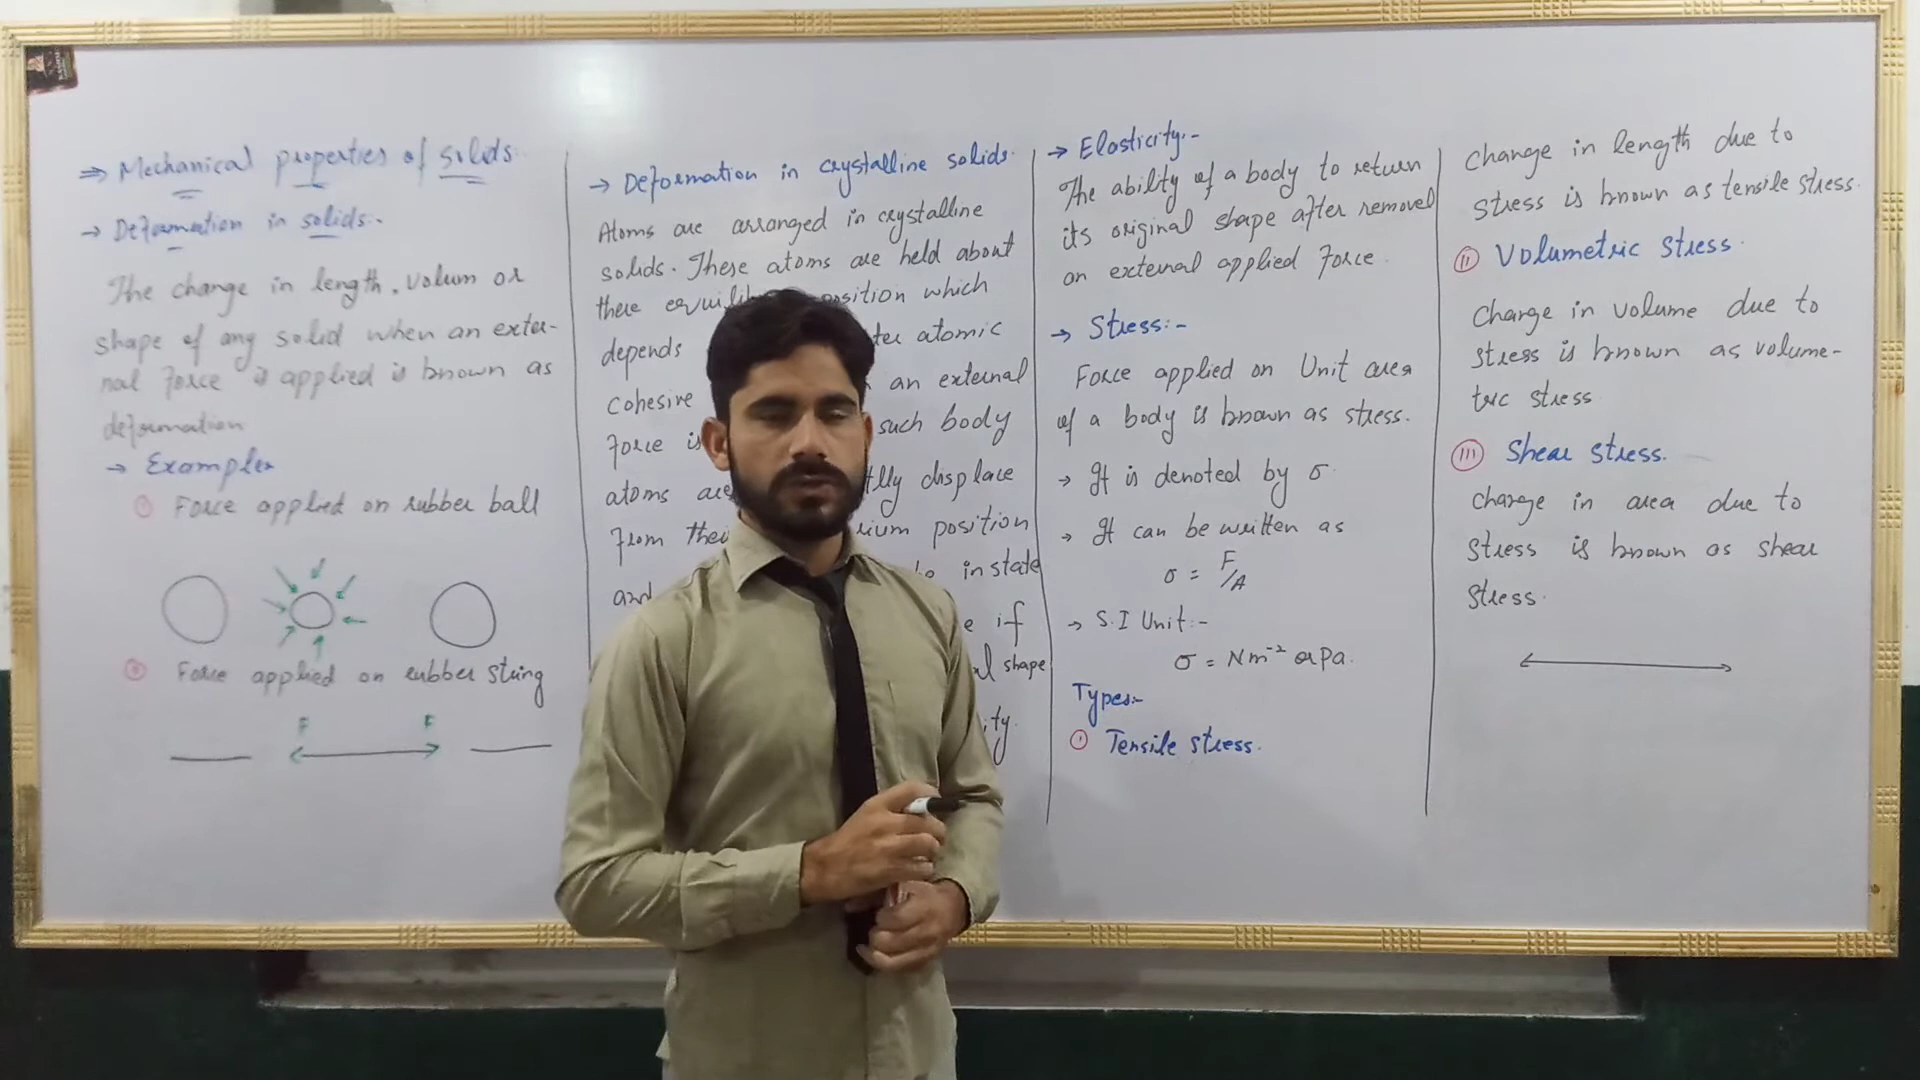 ⇒ Mechanical properties of solids.
→ Deformation in solids:-
The change in length, volum or
shape of any solid when an exter-
nal Force is applied is known as
deformation
→ Examples
① Force applied on rubber ball
② Force applied on rubber string
F F
→ Deformation in crystalline solids.
Atoms are arranged in crystalline
solids. These atoms are held about
there position which
depends atomic
cohesive an external
Force is such body
atoms are displace
From position
and in state
if
shape
→ Elasticity:-
The ability of a body to return
its original shape after removel
an external applied Force.
→ Stress:-
Force applied on Unit area
of a body is known as stress.
→ It is denoted by σ
→ It can be written as
σ = F/A
→ S.I Unit:-
σ = Nm⁻² or Pa.
Types:-
① Tensile stress.
Change in length due to
stress is known as tensile stress.
⑪ Volumetric stress.
Change in volume due to
stress is known as volume-
tric stress
⑪⑪ Shear stress.
Change in area due to
stress is known as shear
stress.